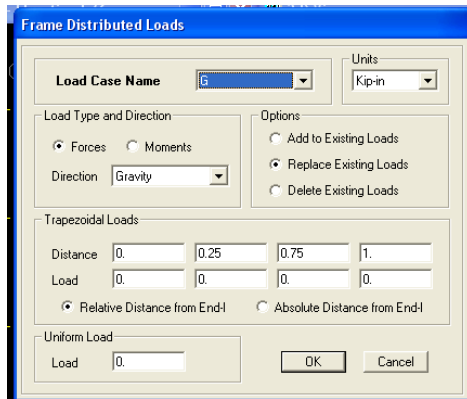 Frame Distributed Loads
Units
Load Case Name G Kip-in
Load Type and Direction Options
Forces Moments Add to Existing Loads
Replace Existing Loads
Direction Gravity
Delete Existing Loads
Trapezoidal Loads
Distance 0. 0.25 0.75 1.
Load 0. 0. 0. 0.
Relative Distance from End-I Absolute Distance from End-I
Uniform Load
Load 0. OK Cancel